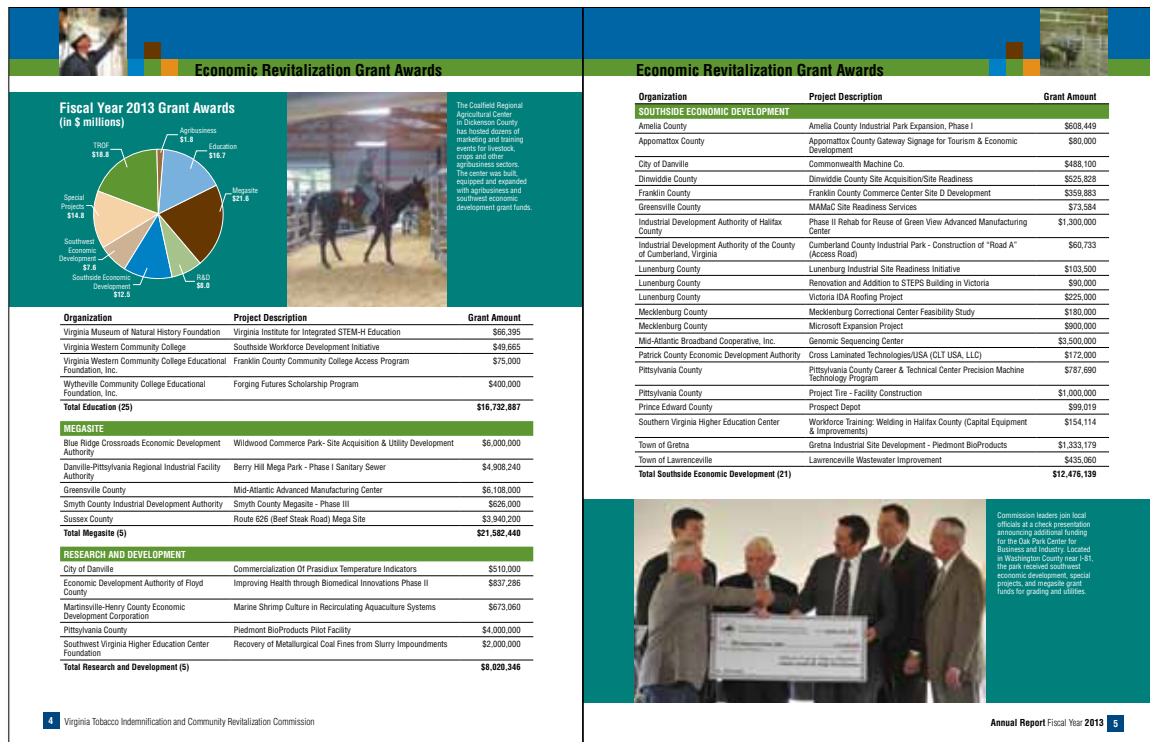 Economic Revitalization Grant Awards
Fiscal Year 2013 Grant Awards
(in $ millions)
Agribusiness
$1.8
Education
$16.7
Megasite
$21.6
R&D
$8.0
Southside Economic
Development
$12.5
Southwest
Economic
Development
$7.6
Special
Projects
$14.8
TROF
$18.8
The Coalfield Regional
Agricultural Center
in Dickenson County
has hosted dozens of
marketing and training
events for livestock,
crops and other
agribusiness sectors.
The center was built,
equipped and expanded
with agribusiness and
southwest economic
development grant funds.
Organization Project Description Grant Amount
Virginia Museum of Natural History Foundation Virginia Institute for Integrated STEM-H Education $66,395
Virginia Western Community College Southside Workforce Development Initiative $49,665
Virginia Western Community College Educational Franklin County Community College Access Program $75,000
Foundation, Inc.
Wytheville Community College Educational Forging Futures Scholarship Program $400,000
Foundation, Inc.
Total Education (25) $16,732,887
MEGASITE
Blue Ridge Crossroads Economic Development Wildwood Commerce Park- Site Acquisition & Utility Development $6,000,000
Authority
Danville-Pittsylvania Regional Industrial Facility Berry Hill Mega Park - Phase I Sanitary Sewer $4,908,240
Authority
Greensville County Mid-Atlantic Advanced Manufacturing Center $6,108,000
Smyth County Industrial Development Authority Smyth County Megasite - Phase III $626,000
Sussex County Route 626 (Beef Steak Road) Mega Site $3,940,200
Total Megasite (5) $21,582,440
RESEARCH AND DEVELOPMENT
City of Danville Commercialization Of Prasidiux Temperature Indicators $510,000
Economic Development Authority of Floyd Improving Health through Biomedical Innovations Phase II $837,286
County
Martinsville-Henry County Economic Marine Shrimp Culture in Recirculating Aquaculture Systems $673,060
Development Corporation
Pittsylvania County Piedmont BioProducts Pilot Facility $4,000,000
Southwest Virginia Higher Education Center Recovery of Metallurgical Coal Fines from Slurry Impoundments $2,000,000
Foundation
Total Research and Development (5) $8,020,346
4 Virginia Tobacco Indemnification and Community Revitalization Commission
Economic Revitalization Grant Awards
Organization Project Description Grant Amount
SOUTHSIDE ECONOMIC DEVELOPMENT
Amelia County Amelia County Industrial Park Expansion, Phase I $608,449
Appomattox County Appomattox County Gateway Signage for Tourism & Economic $80,000
Development
City of Danville Commonwealth Machine Co. $488,100
Dinwiddie County Dinwiddie County Site Acquisition/Site Readiness $525,828
Franklin County Franklin County Commerce Center Site D Development $359,883
Greensville County MAMaC Site Readiness Services $73,584
Industrial Development Authority of Halifax Phase II Rehab for Reuse of Green View Advanced Manufacturing $1,300,000
County Center
Industrial Development Authority of the County Cumberland County Industrial Park - Construction of "Road A" $60,733
of Cumberland, Virginia (Access Road)
Lunenburg County Lunenburg Industrial Site Readiness Initiative $103,500
Lunenburg County Renovation and Addition to STEPS Building in Victoria $90,000
Lunenburg County Victoria IDA Roofing Project $225,000
Mecklenburg County Mecklenburg Correctional Center Feasibility Study $180,000
Mecklenburg County Microsoft Expansion Project $900,000
Mid-Atlantic Broadband Cooperative, Inc. Genomic Sequencing Center $3,500,000
Patrick County Economic Development Authority Cross Laminated Technologies/USA (CLT USA, LLC) $172,000
Pittsylvania County Pittsylvania County Career & Technical Center Precision Machine $787,690
Technology Program
Pittsylvania County Project Tire - Facility Construction $1,000,000
Prince Edward County Prospect Depot $99,019
Southern Virginia Higher Education Center Workforce Training: Welding in Halifax County (Capital Equipment $154,114
& Improvements)
Town of Gretna Gretna Industrial Site Development - Piedmont BioProducts $1,333,179
Town of Lawrenceville Lawrenceville Wastewater Improvement $435,060
Total Southside Economic Development (21) $12,476,139
Commission leaders join local
officials at a check presentation
announcing additional funding
for the Oak Park Center for
Business and Industry. Located
in Washington County near I-81,
the park received southwest
economic development, special
projects, and megasite grant
funds for grading and utilities.
Annual Report Fiscal Year 2013 5